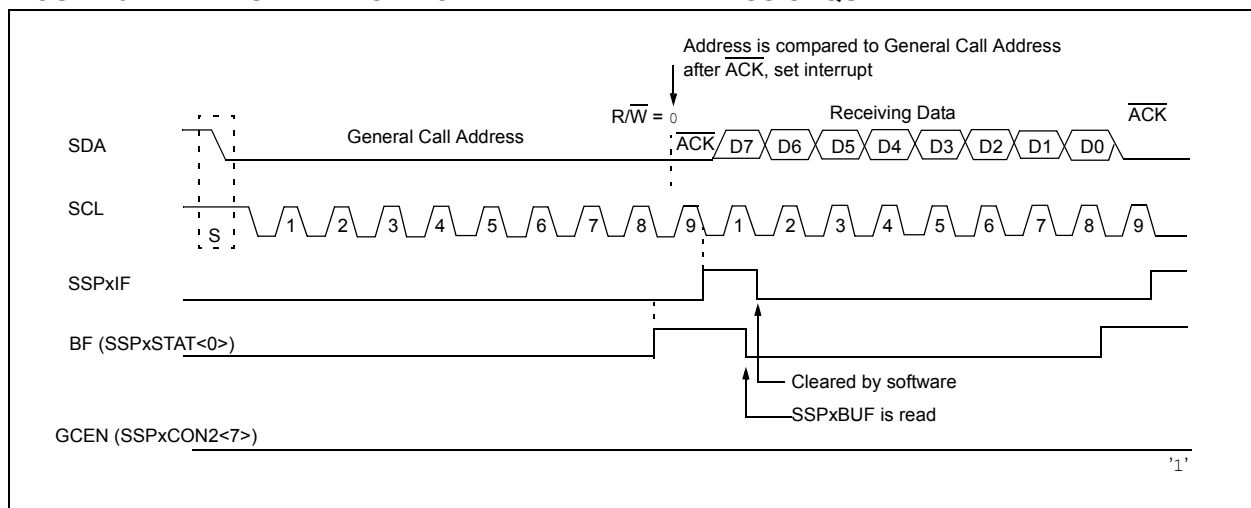 Address is compared to General Call Address
after ACK, set interrupt
R/W = 0
Receiving Data
ACK
SDA
General Call Address
ACK
D7 D6 D5 D4 D3 D2 D1 D0
SCL
S
1 2 3 4 5 6 7 8 9 1 2 3 4 5 6 7 8 9
SSPxIF
BF (SSPxSTAT<0>)
Cleared by software
SSPxBUF is read
GCEN (SSPxCON2<7>)
'1'